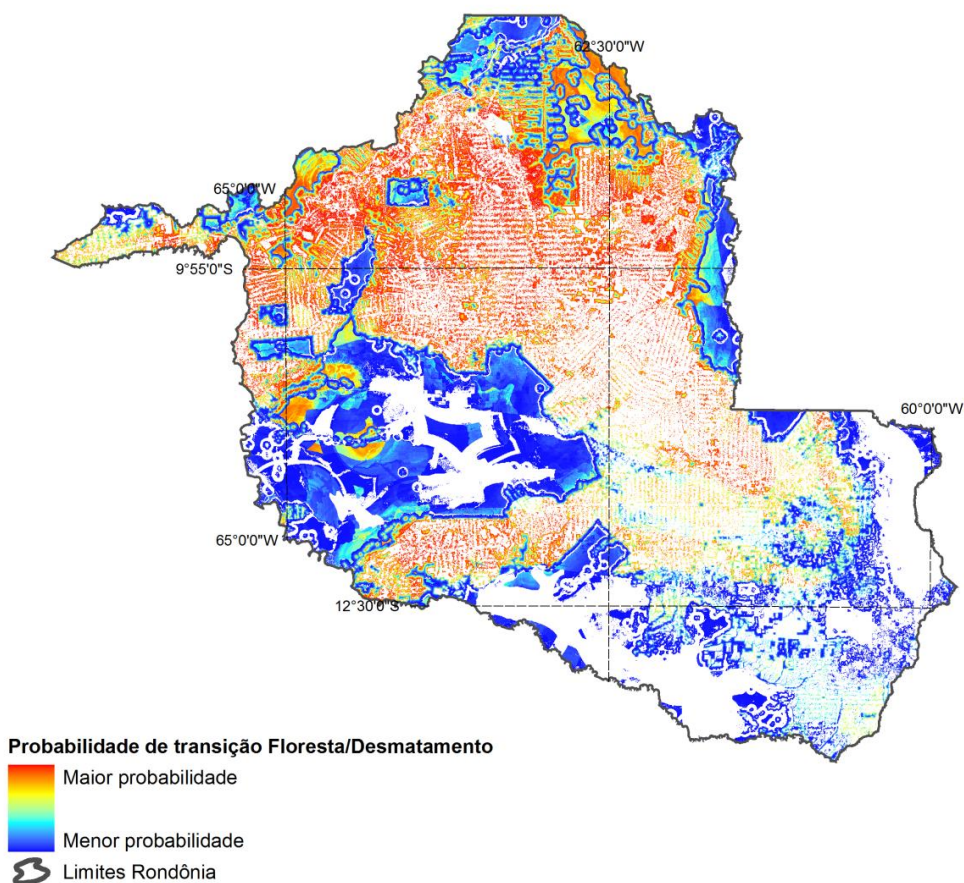 62°30'0"W
65°0'0"W
9°55'0"S
60°0'0"W
65°0'0"W
12°30'0"S
Probabilidade de transição Floresta/Desmatamento
Maior probabilidade
Menor probabilidade
Limites Rondônia